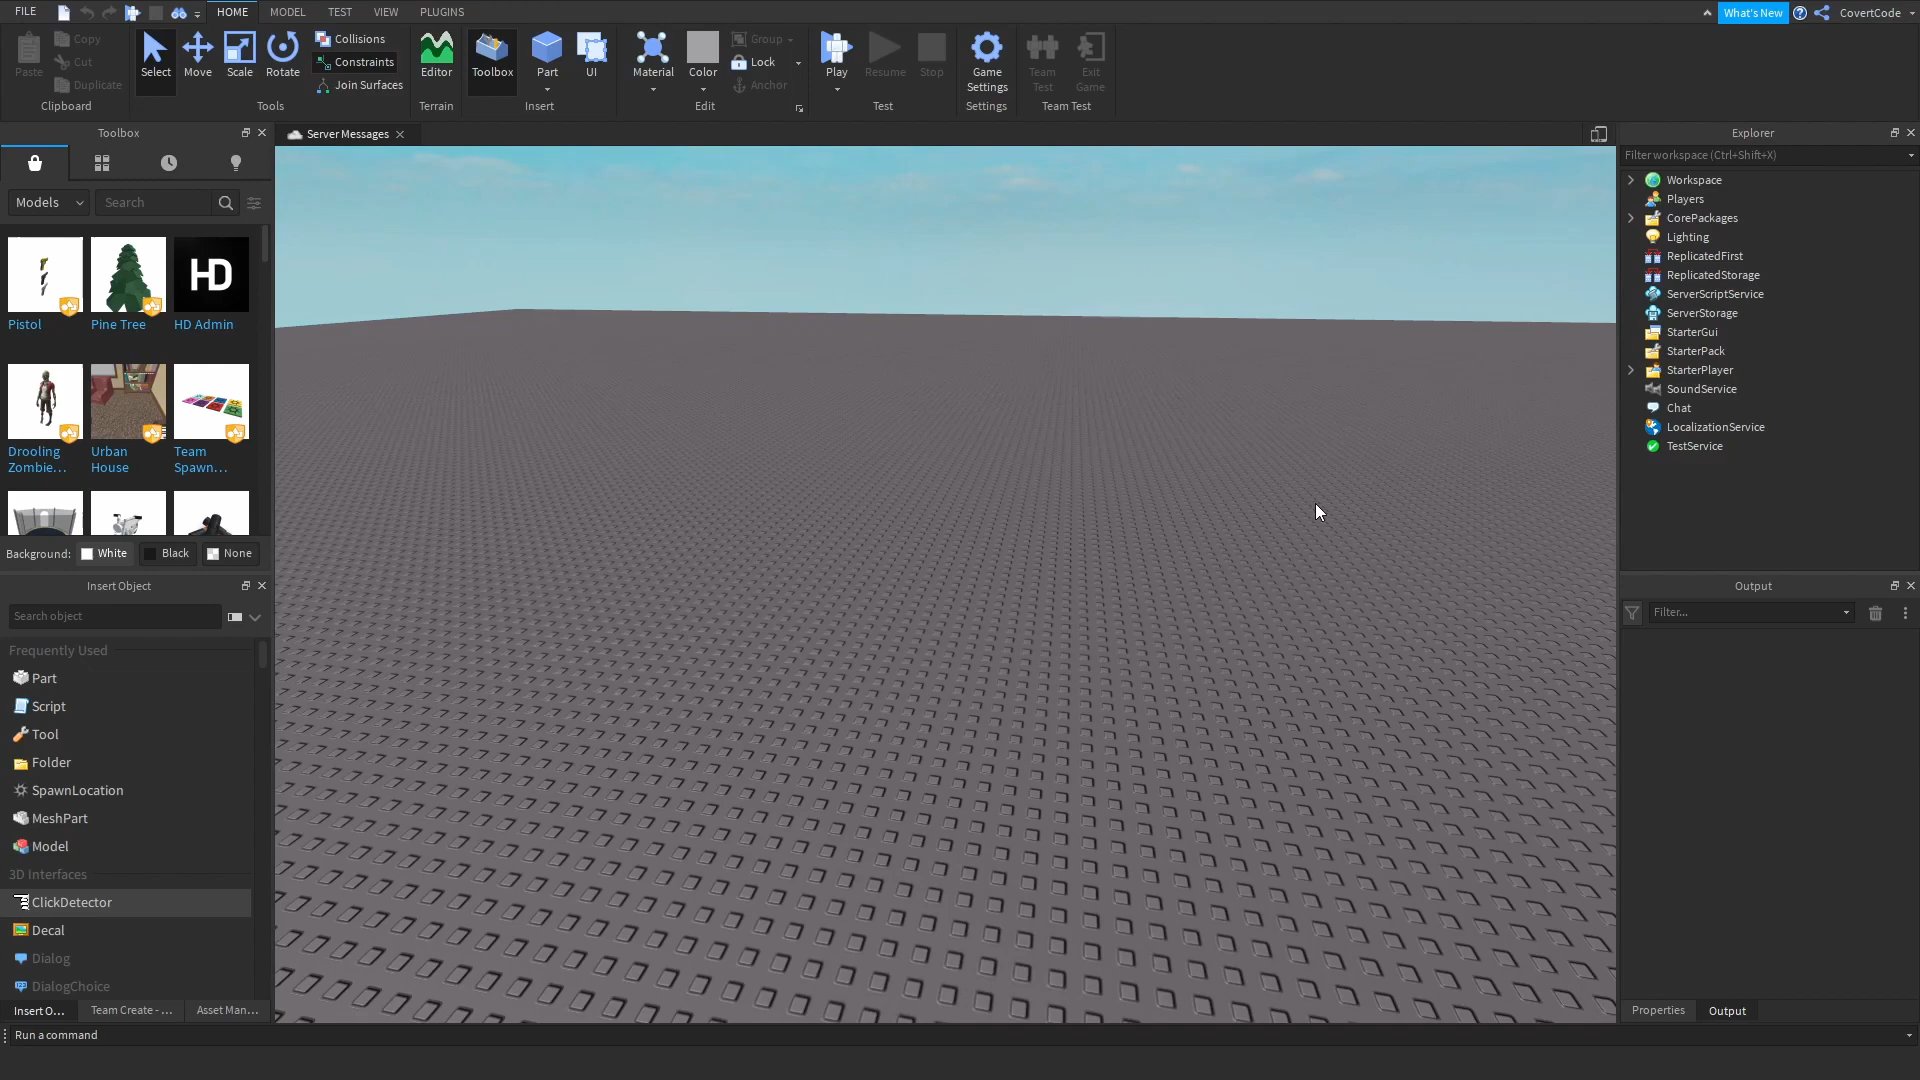 FILE HOME MODEL TEST VIEW PLUGINS What's New CovertCode
Paste Copy Cut Duplicate
Clipboard
Select Move Scale Rotate Collisions Constraints Join Surfaces
Tools
Editor
Terrain
Toolbox Part UI
Insert
Material Color Group Lock Anchor
Edit
Play Resume Stop
Test
Game Settings
Settings
Team Test Exit Game
Team Test
Toolbox
Models Search
Pistol Pine Tree HD Admin
HD
Drooling Urban Team
Zombie... House Spawn...
Background: White Black None
Insert Object
Search object
Frequently Used
Part
Script
Tool
Folder
SpawnLocation
MeshPart
Model
3D Interfaces
ClickDetector
Decal
Dialog
DialogChoice
Insert O... Team Create - ... Asset Man...
Run a command
Server Messages
Explorer
Filter workspace (Ctrl+Shift+X)
Workspace
Players
CorePackages
Lighting
ReplicatedFirst
ReplicatedStorage
ServerScriptService
ServerStorage
StarterGui
StarterPack
StarterPlayer
SoundService
Chat
LocalizationService
TestService
Output
Filter...
Properties Output